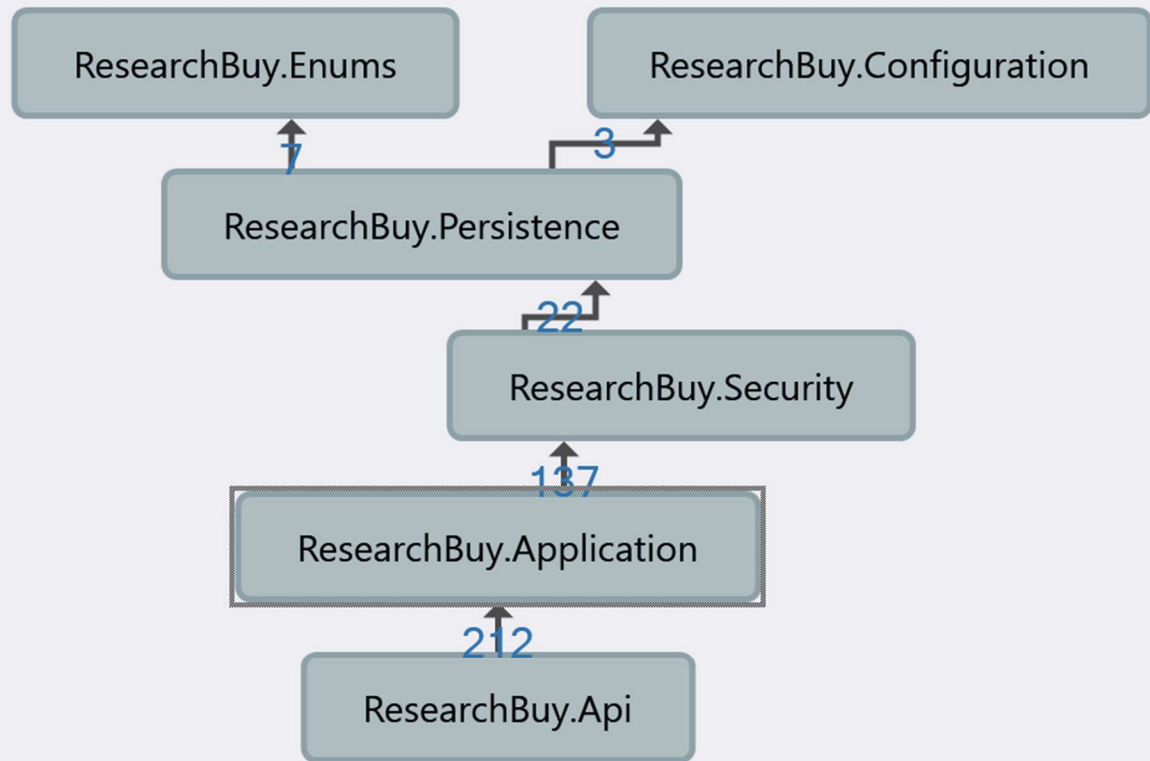 ResearchBuy.Enums
ResearchBuy.Configuration
7
3
ResearchBuy.Persistence
22
ResearchBuy.Security
137
ResearchBuy.Application
212
ResearchBuy.Api